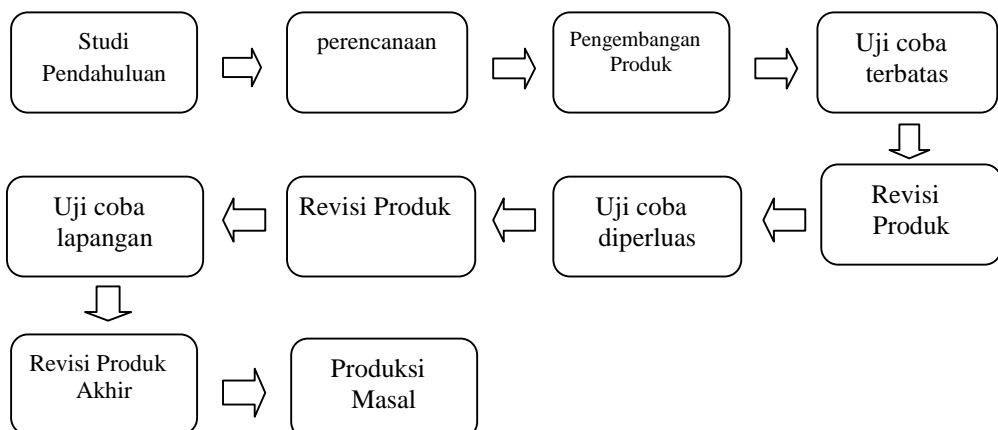 Studi
Pendahuluan
perencanaan
Pengembangan
Produk
Uji coba
terbatas
Revisi
Produk
Uji coba
diperluas
Revisi Produk
Uji coba
lapangan
Revisi Produk
Akhir
Produksi
Masal